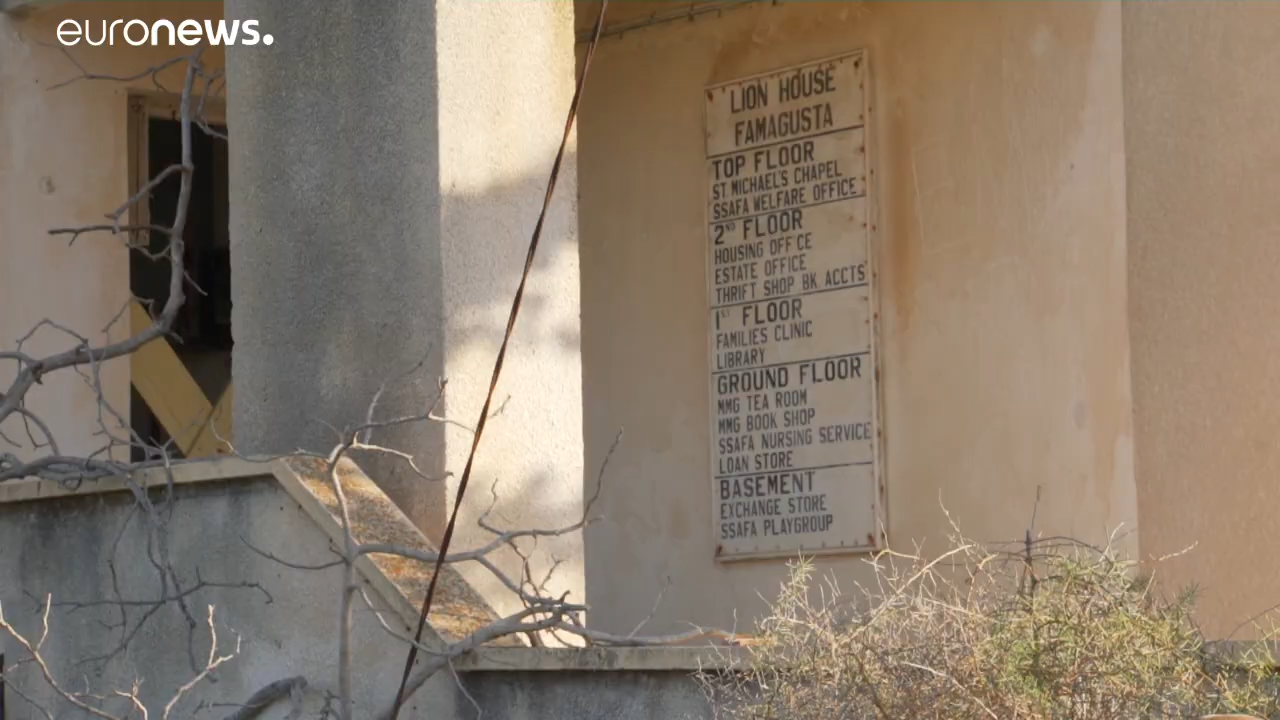 euronews.
LION HOUSE
FAMAGUSTA
TOP FLOOR
ST MICHAEL'S CHAPEL
SSAFA WELFARE OFFICE
2ND FLOOR
HOUSING OFFICE
ESTATE OFFICE
THRIFT SHOP BK ACCTS
1ST FLOOR
FAMILIES CLINIC
LIBRARY
GROUND FLOOR
MMG TEA ROOM
MMG BOOK SHOP
SSAFA NURSING SERVICE
LOAN STORE
BASEMENT
EXCHANGE STORE
SSAFA PLAYGROUP